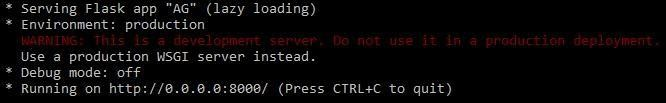 * Serving Flask app "AG" (lazy loading)
* Environment: production
WARNING: This is a development server. Do not use it in a production deployment.
Use a production WSGI server instead.
* Debug mode: off
* Running on http://0.0.0.0:8000/ (Press CTRL+C to quit)